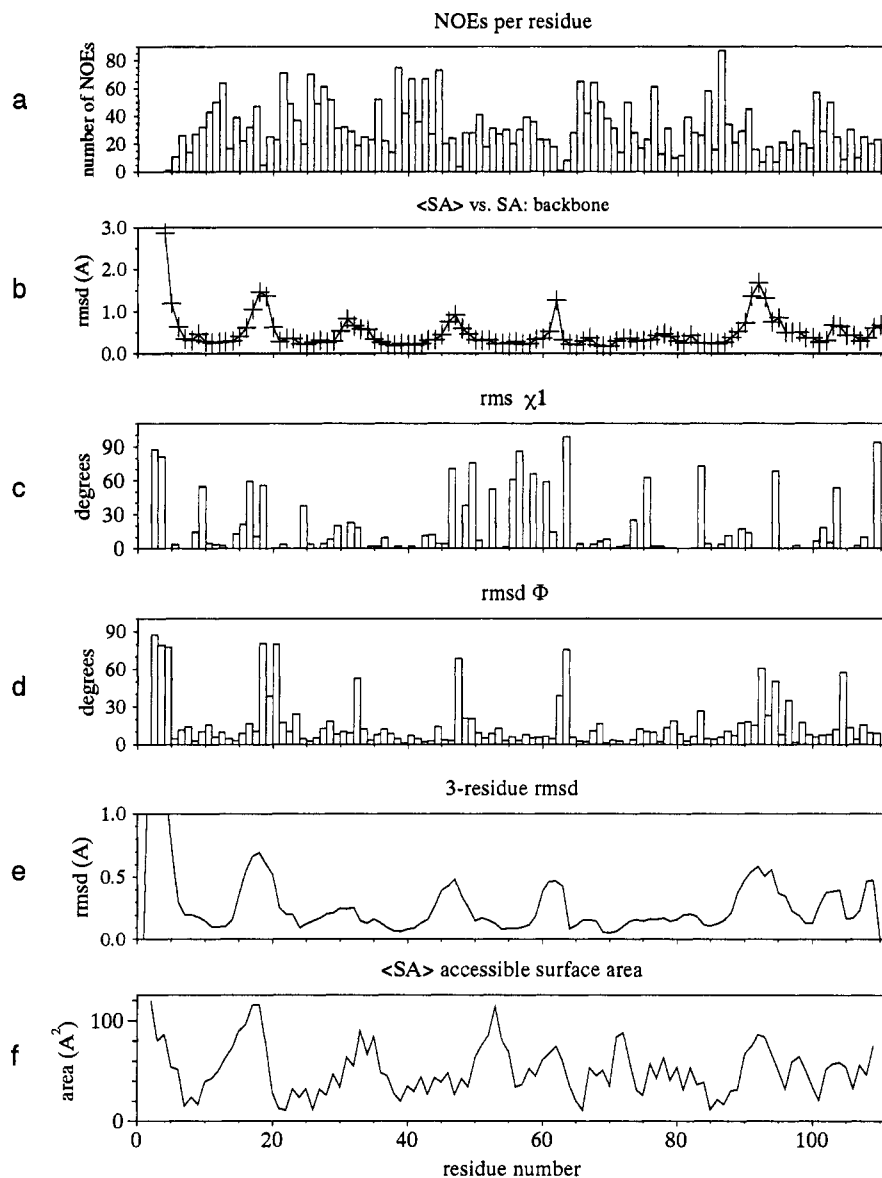 NOEs per residue
a
number of NOEs
80
60
40
20
0
<SA> vs. SA: backbone
b
rmsd (A)
3.0
2.0
1.0
0.0
rms χ1
c
degrees
90
60
30
0
rmsd Φ
d
degrees
90
60
30
0
3-residue rmsd
e
rmsd (A)
1.0
0.5
0.0
<SA> accessible surface area
f
area (A²)
100
0
0 20 40 60 80 100
residue number